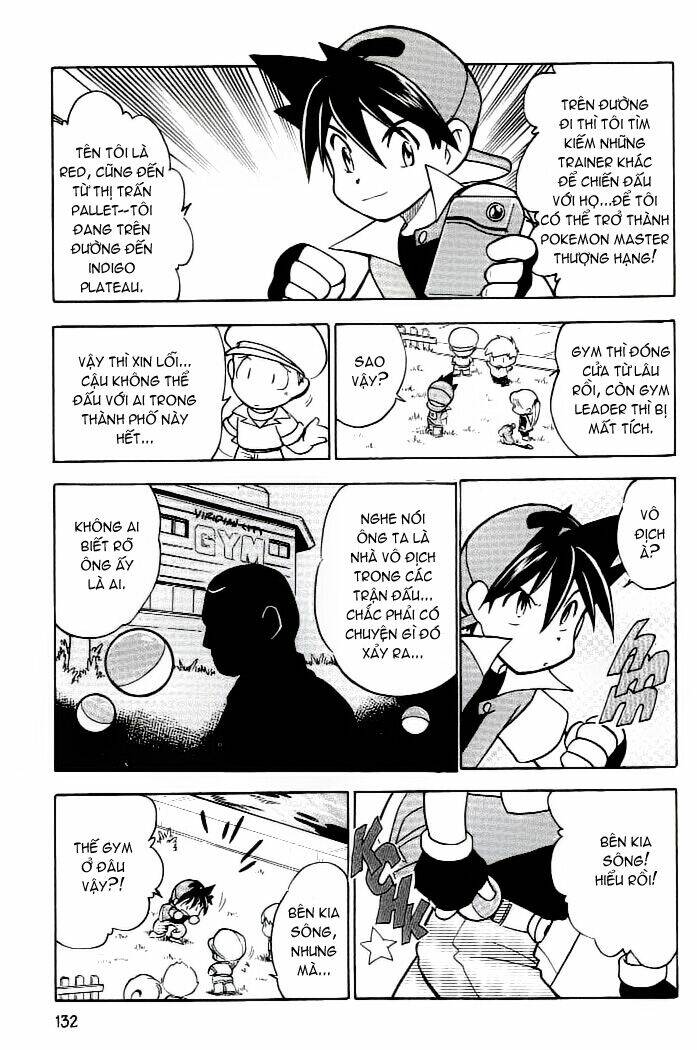 TRÊN ĐƯỜNG
ĐI THÌ TÔI TÌM
KIẾM NHỮNG
TRAINER KHÁC
ĐỂ CHIẾN ĐẤU
VỚI HỌ...ĐỂ TÔI
CÓ THỂ TRỞ THÀNH
POKEMON MASTER
THƯỢNG HẠNG!
TÊN TÔI LÀ
RED, CŨNG ĐẾN
TỪ THỊ TRẤN
PALLET--TÔI
ĐANG TRÊN
ĐƯỜNG ĐẾN
INDIGO
PLATEAU.
GYM THÌ ĐÓNG
CỬA TỪ LÂU
RỒI, CÒN GYM
LEADER THÌ BỊ
MẤT TÍCH.
SAO
VẬY?
VẬY THÌ XIN LỖI...
CẬU KHÔNG THỂ
ĐẤU VỚI AI TRONG
THÀNH PHỐ NÀY
HẾT...
VÔ
ĐỊCH
À?
HMM
NGHE NÓI
ÔNG TA LÀ
NHÀ VÔ ĐỊCH
TRONG CÁC
TRẬN ĐẤU.
CHẮC PHẢI CÓ
CHUYỆN GÌ ĐÓ
XẢY RA...
VIRIDIAN CITY
GYM
KHÔNG AI
BIẾT RÕ
ÔNG ẤY
LÀ AI.
BÊN KIA
SÔNG!
HIỂU RỒI!
THẾ GYM
Ở ĐÂU
VẬY?!
BÊN KIA
SÔNG,
NHƯNG
MÀ...
132